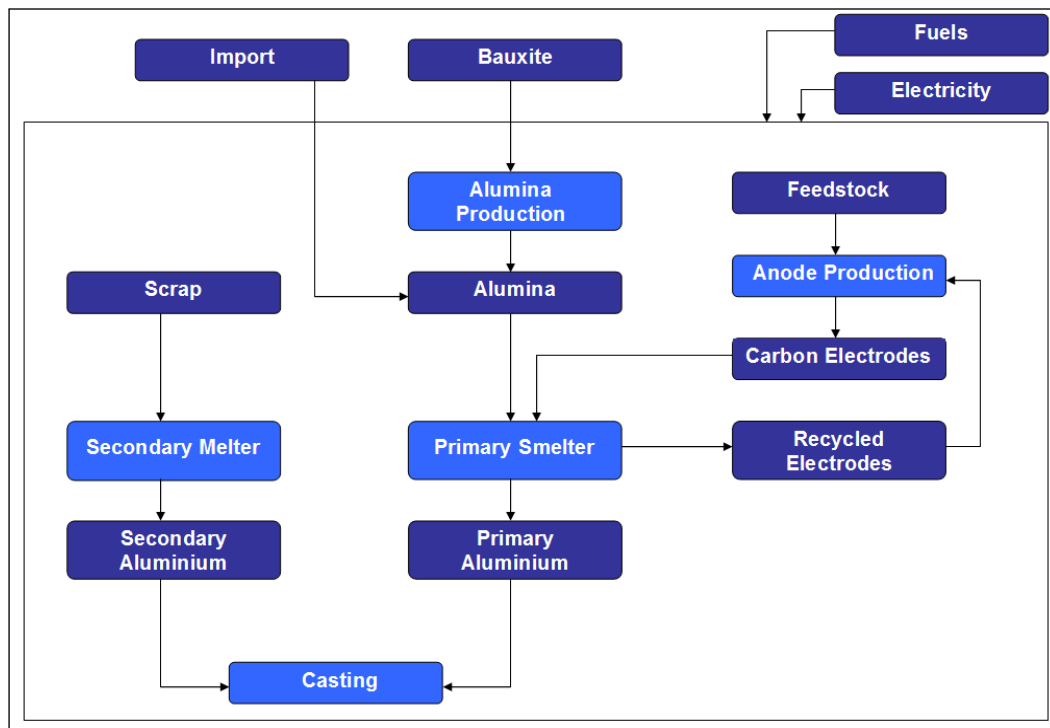 Import
Bauxite
Fuels
Electricity
Alumina
Production
Feedstock
Scrap
Alumina
Anode Production
Carbon Electrodes
Secondary Melter
Primary Smelter
Recycled
Electrodes
Secondary
Aluminium
Primary
Aluminium
Casting